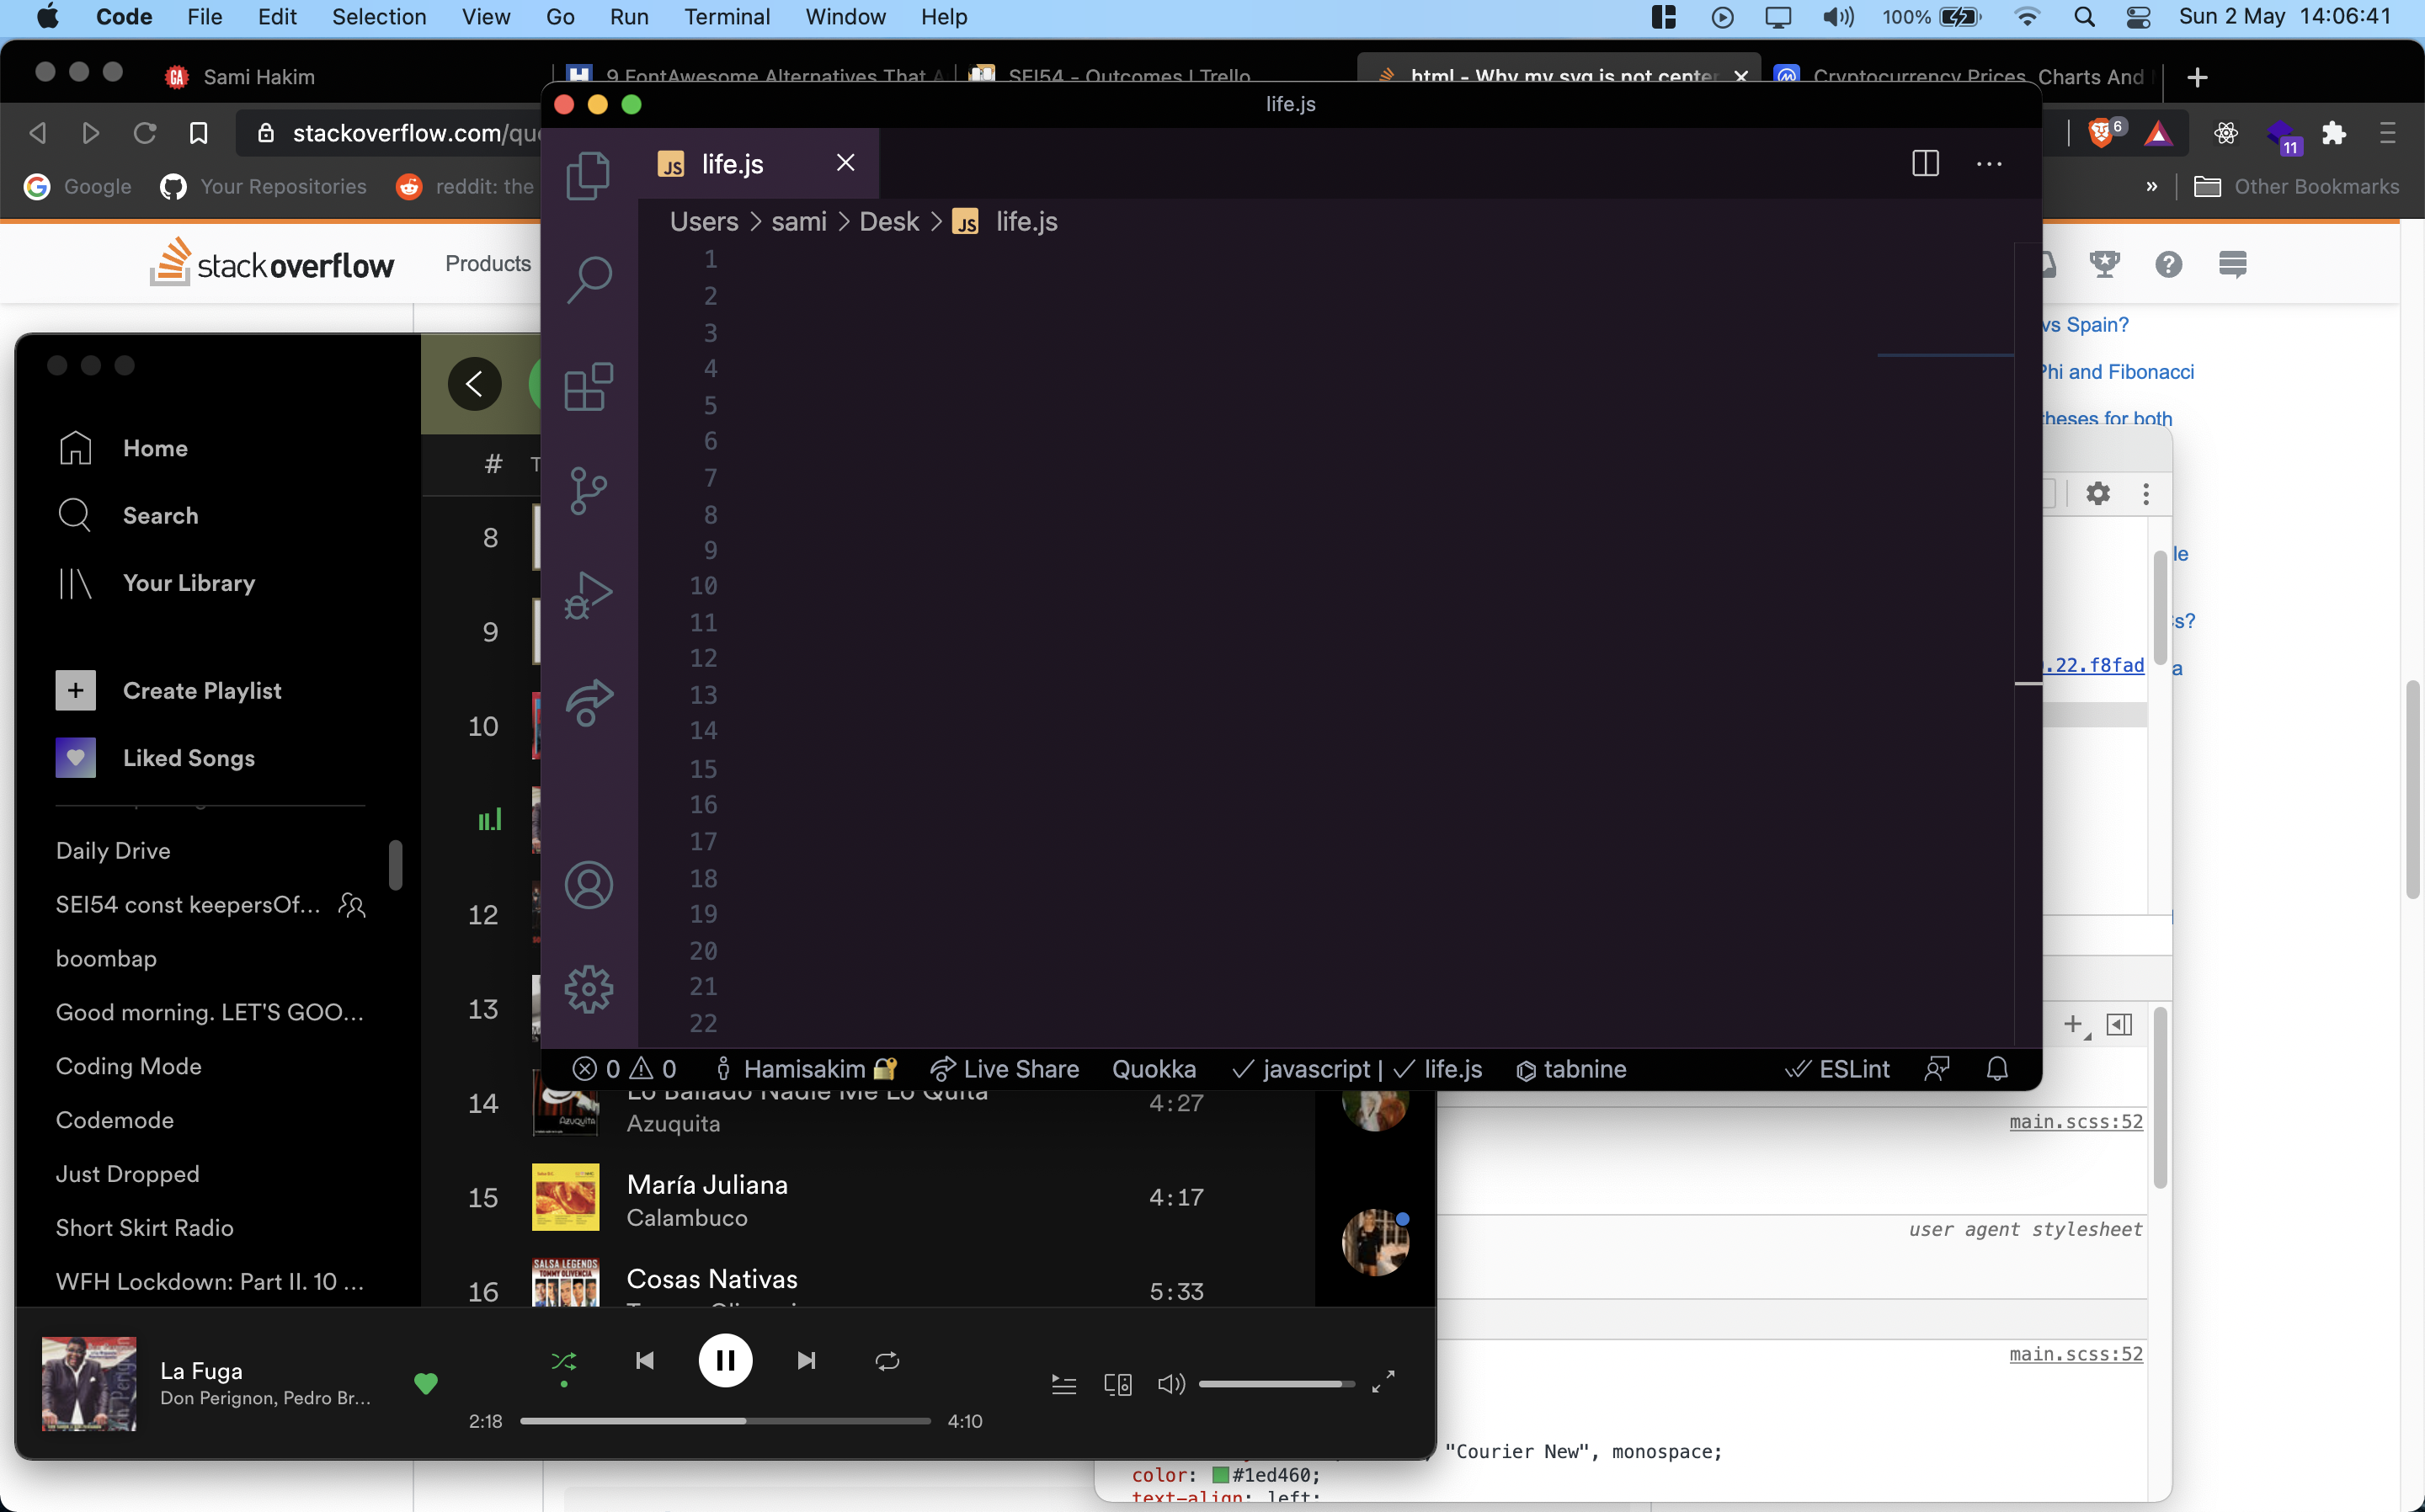 Code File Edit Selection View Go Run Terminal Window Help 100% Sun 2 May 14:06:41
Sami Hakim 9 FontAwesome Alternatives That SEI54 - Outcomes | Trello html - Why my svg is not center Cryptocurrency Prices, Charts And
stackoverflow.com/que 6 11
Google Your Repositories reddit: the » Other Bookmarks
stackoverflow Products
life.js
JS life.js
Users > sami > Desk > JS life.js
1
2
3
4
5
6
7
8
9
10
11
12
13
14
15
16
17
18
19
20
21
22
0 0 Hamisakim Live Share Quokka javascript | life.js tabnine ESLint
vs Spain?
Phi and Fibonacci
theses for both
.22.f8fad
Home
Search
Your Library
Create Playlist
Liked Songs
Daily Drive
SEI54 const keepersOf...
boombap
Good morning. LET'S GOO...
Coding Mode
Codemode
Just Dropped
Short Skirt Radio
WFH Lockdown: Part II. 10 ...
# T
8
9
10
12
13
14 Lo Bailado Nadie Me Lo Quita 4:27
Azuquita
15 María Juliana 4:17
Calambuco
SALSA LEGENDS
TOMMY OLIVENCIA
16 Cosas Nativas 5:33
La Fuga
Don Perignon, Pedro Br...
2:18 4:10
main.scss:52
user agent stylesheet
main.scss:52
"Courier New", monospace;
color: #1ed460;
text-align: left;